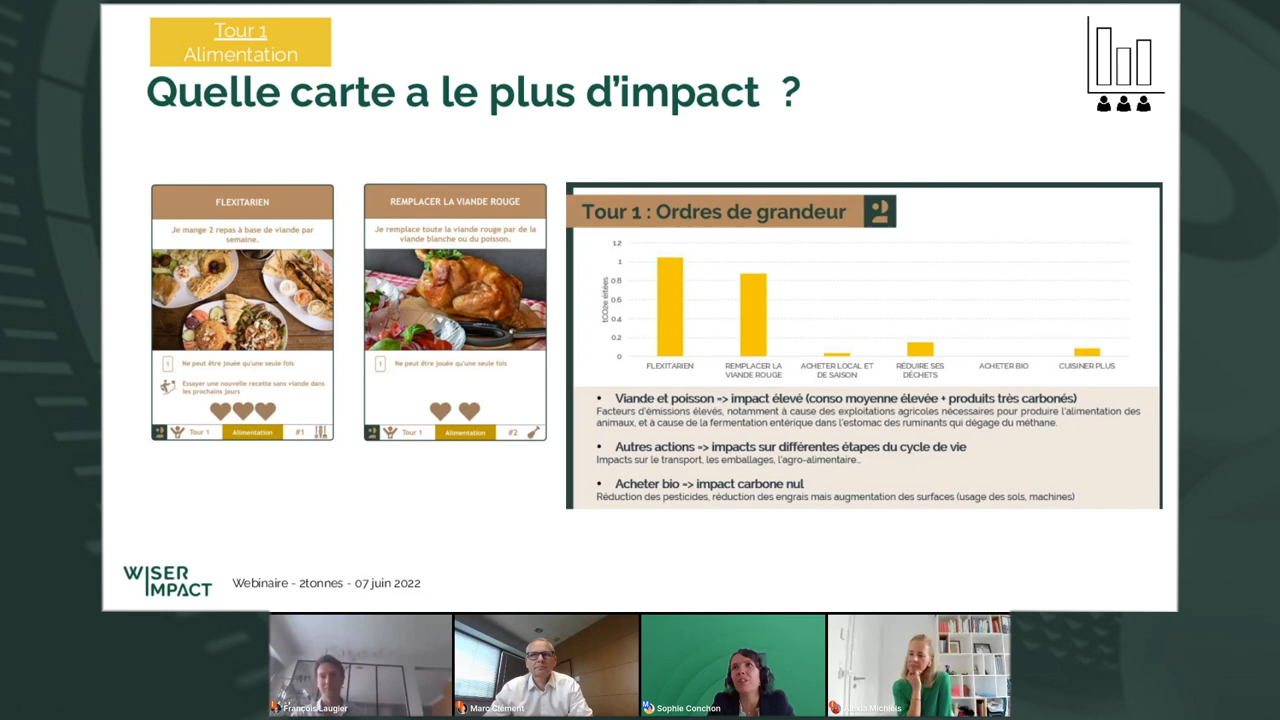 Tour 1
Alimentation
Quelle carte a le plus d'impact ?
FLEXITARIEN
Je mange 2 repas à base de viande par
semaine.
1
Ne peut être jouée qu'une seule fois
Essayer une nouvelle recette sans viande dans
les prochains jours
2
Tour 1
Alimentation
#1
REMPLACER LA VIANDE ROUGE
Je remplace toute la viande rouge par de la
viande blanche ou du poisson.
1
Ne peut être jouée qu'une seule fois
2
Tour 1
Alimentation
#2
Tour 1 : Ordres de grandeur
2
tCO2e évitées
1.2
1
0.8
0.6
0.4
0.2
0
FLEXITARIEN
REMPLACER LA
VIANDE ROUGE
ACHETER LOCAL ET
DE SAISON
RÉDUIRE SES
DÉCHETS
ACHETER BIO
CUISINER PLUS
• Viande et poisson => impact élevé (conso moyenne élevée + produits très carbonés)
Facteurs d'émissions élevés, notamment à cause des exploitations agricoles nécessaires pour produire l'alimentation des
animaux, et à cause de la fermentation entérique dans l'estomac des ruminants qui dégage du méthane.
• Autres actions => impacts sur différentes étapes du cycle de vie
Impacts sur le transport, les emballages, l'agro-alimentaire...
• Acheter bio => impact carbone nul
Réduction des pesticides, réduction des engrais mais augmentation des surfaces (usage des sols, machines)
WISER
IMPACT
Webinaire - 2tonnes - 07 juin 2022
François Laugier
Marc Clément
Sophie Conchon